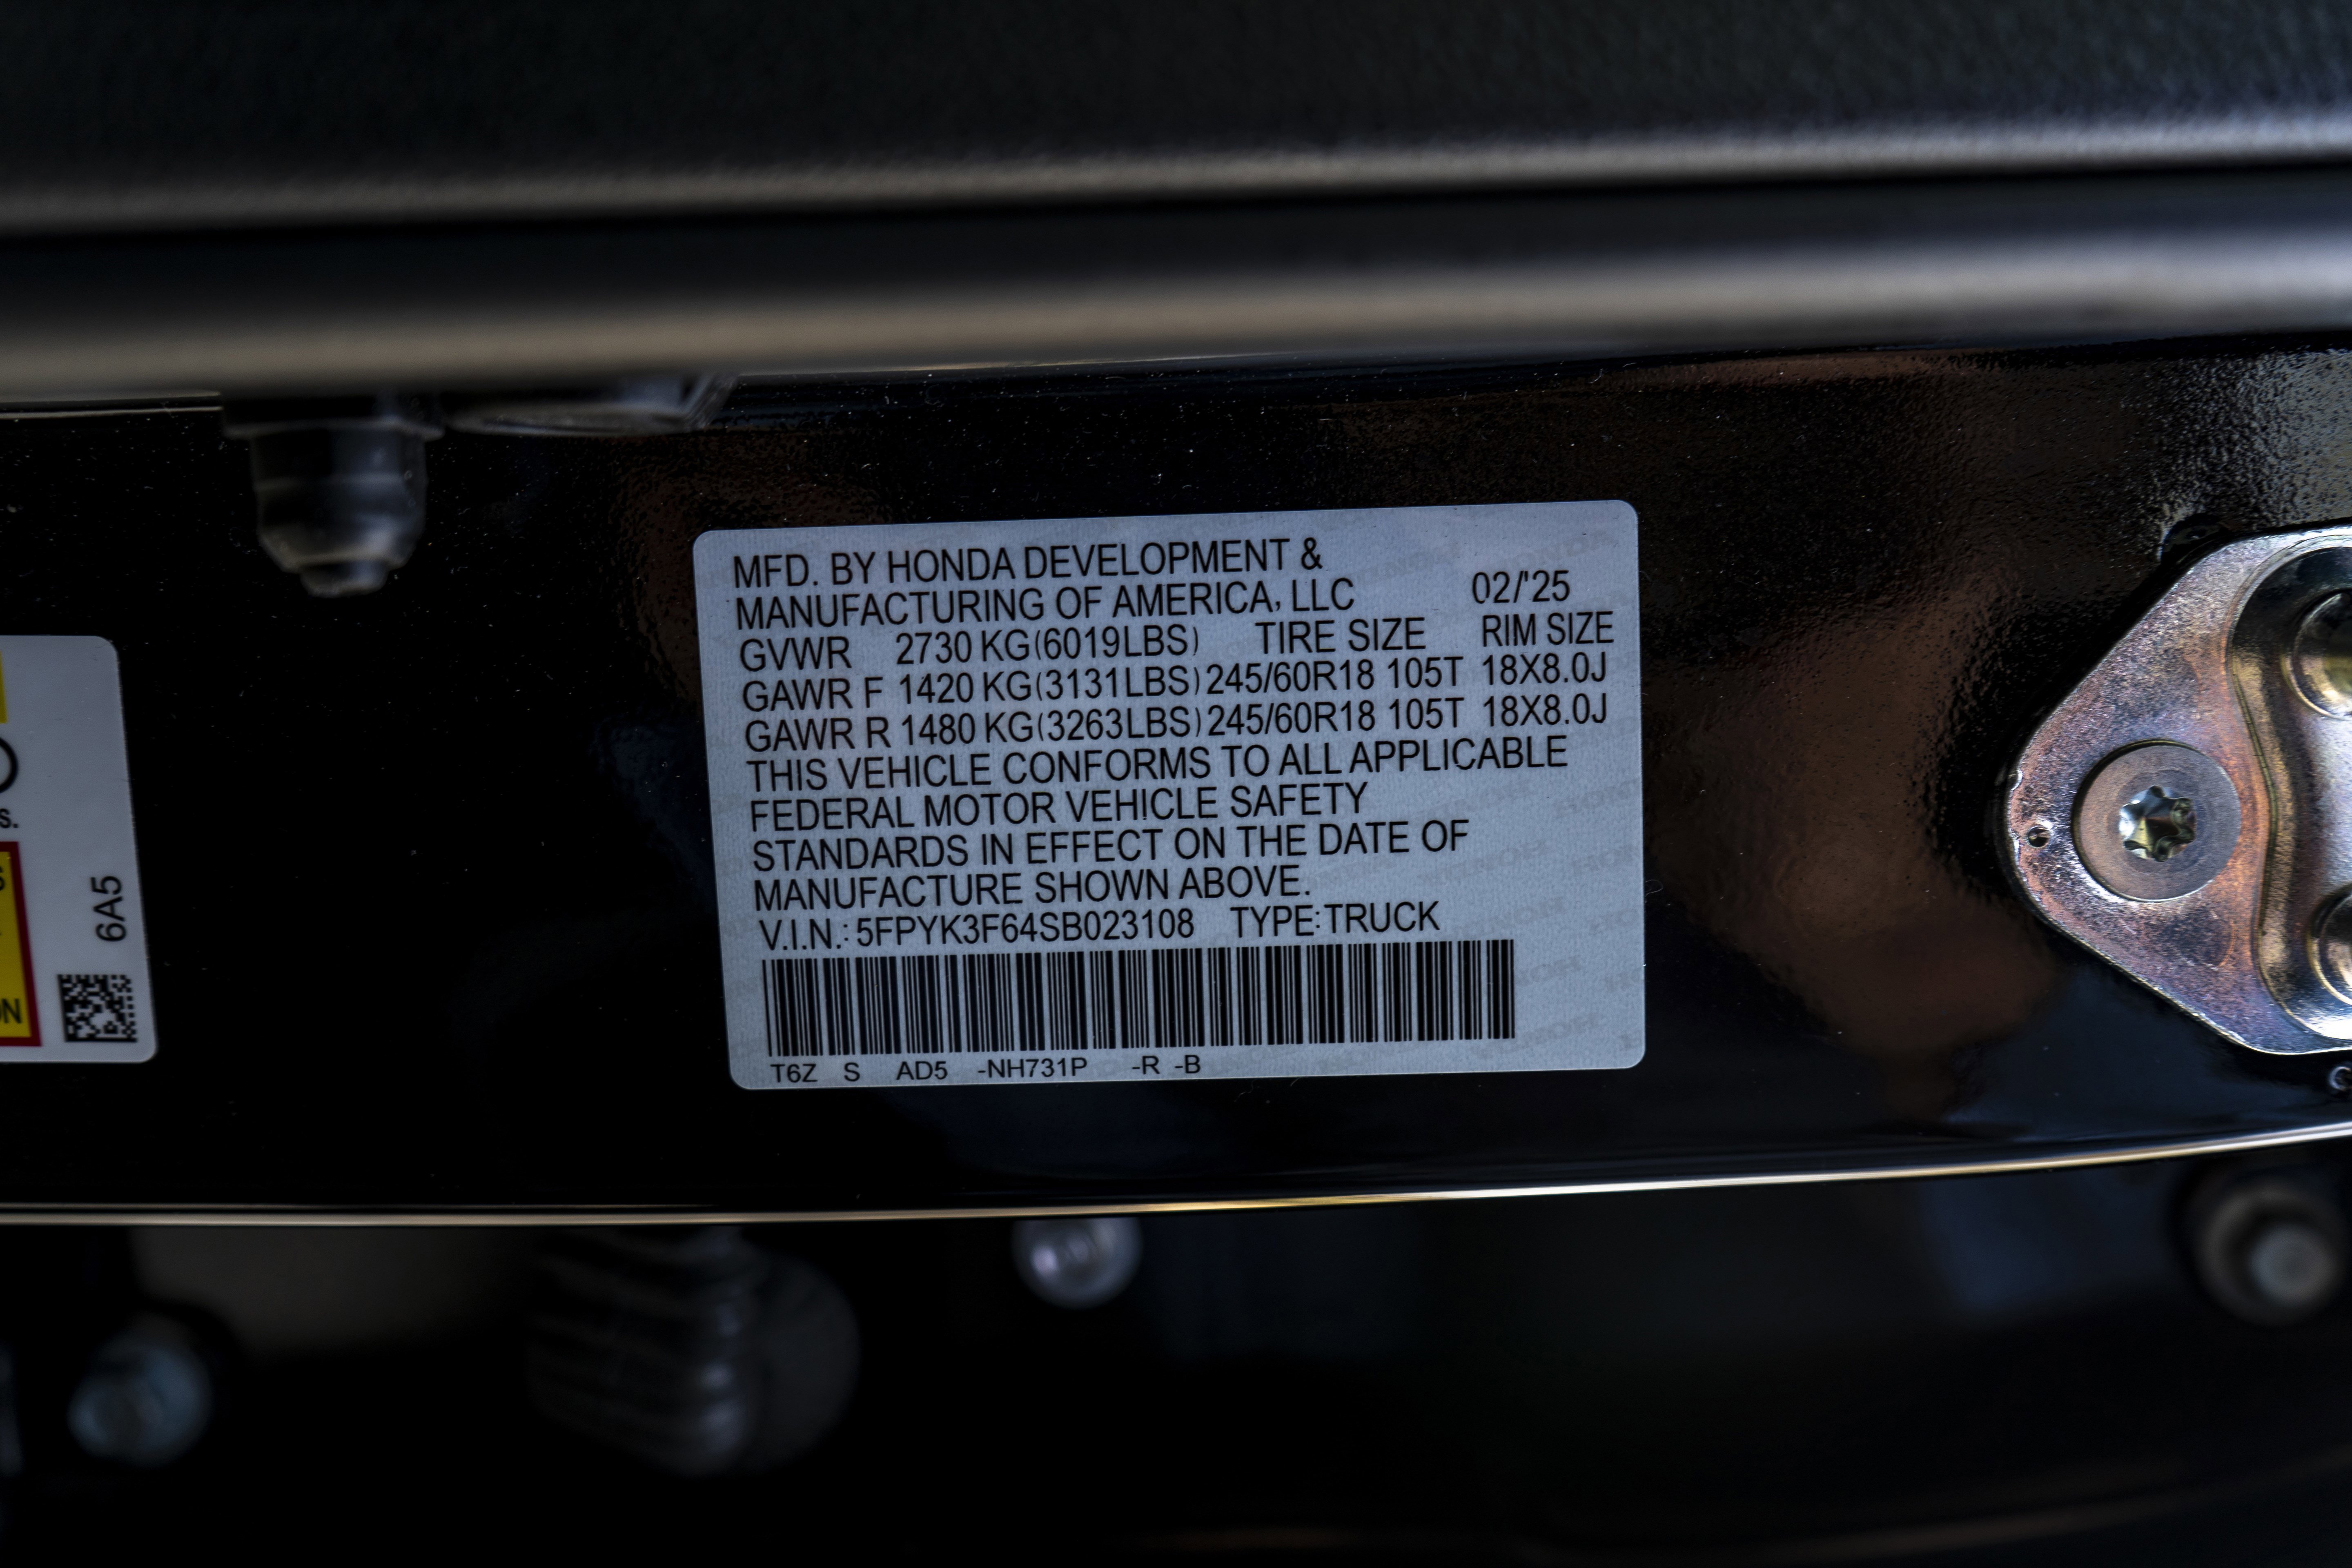 MFD. BY HONDA DEVELOPMENT &
MANUFACTURING OF AMERICA, LLC 02/'25
GVWR 2730 KG(6019LBS) TIRE SIZE RIM SIZE
GAWR F 1420 KG(3131LBS) 245/60R18 105T 18X8.0J
GAWR R 1480 KG(3263LBS) 245/60R18 105T 18X8.0J
THIS VEHICLE CONFORMS TO ALL APPLICABLE
FEDERAL MOTOR VEHICLE SAFETY
STANDARDS IN EFFECT ON THE DATE OF
MANUFACTURE SHOWN ABOVE.
V.I.N.: 5FPYK3F64SB023108 TYPE: TRUCK
T6Z S AD5 -NH731P -R -B
6A5